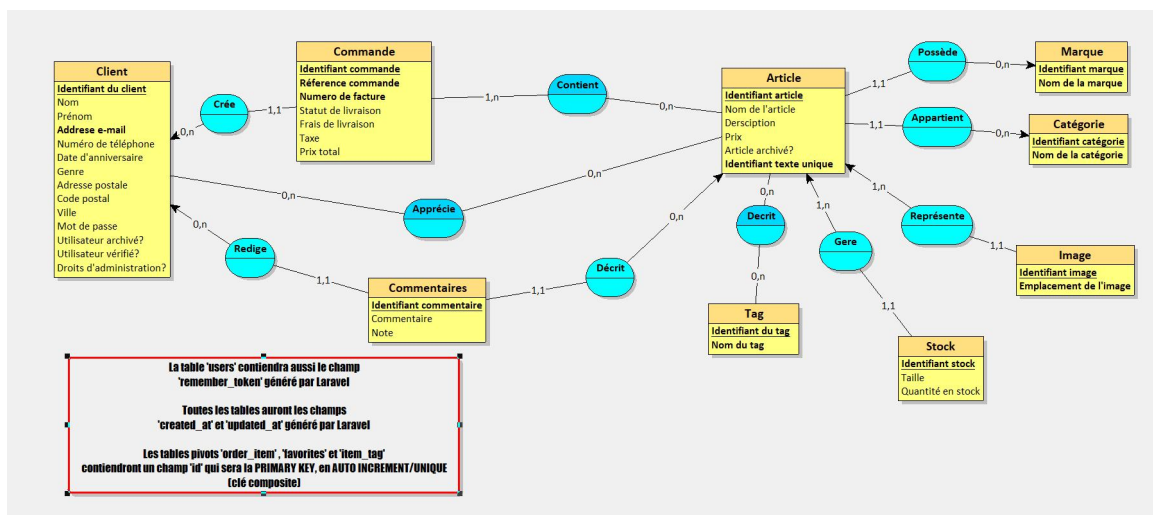 Client
Identifiant du client
Nom
Prénom
Addrese e-mail
Numéro de téléphone
Date d'anniversaire
Genre
Adresse postale
Code postal
Ville
Mot de passe
Utilisateur archivé?
Utilisateur vérifié?
Droits d'administration?
0,n
Crée
1,1
Commande
Identifiant commande
Réference commande
Numero de facture
Statut de livraison
Frais de livraison
Taxe
Prix total
1,n
Contient
0,n
Article
Identifiant article
Nom de l'article
Dersciption
Prix
Article archivé?
Identifiant texte unique
1,1
Possède
0,n
Marque
Identifiant marque
Nom de la marque
1,1
Appartient
0,n
Catégorie
Identifiant catégorie
Nom de la catégorie
0,n
Apprécie
0,n
0,n
Redige
1,1
Commentaires
Identifiant commentaire
Commentaire
Note
1,1
Décrit
0,n
0,n
Decrit
0,n
Tag
Identifiant du tag
Nom du tag
1,n
Gere
1,1
Stock
Identifiant stock
Taille
Quantité en stock
1,n
Représente
1,1
Image
Identifiant image
Emplacement de l'image
La table 'users' contiendra aussi le champ
'remember_token' généré par Laravel
Toutes les tables auront les champs
'created_at' et 'updated_at' généré par Laravel
Les tables pivots 'order_item' , 'favorites' et 'item_tag'
contiendront un champ 'id' qui sera la PRIMARY KEY, en AUTO INCREMENT/UNIQUE
(clé composite)